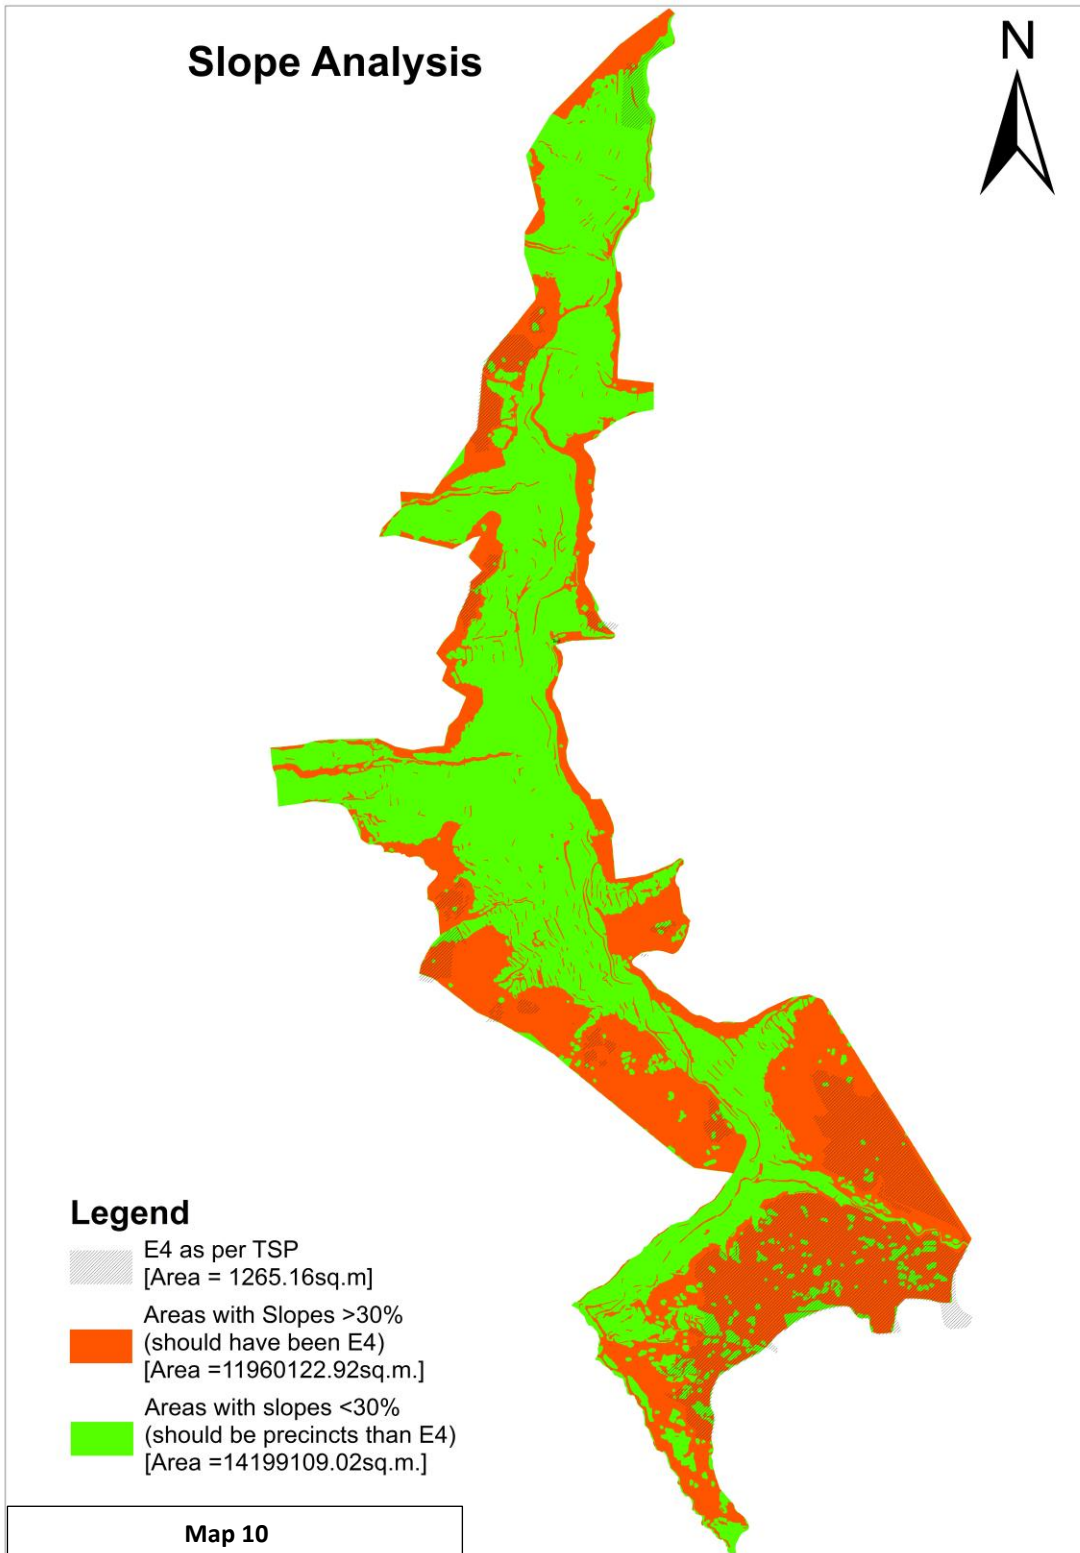 Slope Analysis
N
Legend
E4 as per TSP
[Area = 1265.16sq.m]
Areas with Slopes >30%
(should have been E4)
[Area =11960122.92sq.m.]
Areas with slopes <30%
(should be precincts than E4)
[Area =14199109.02sq.m.]
Map 10